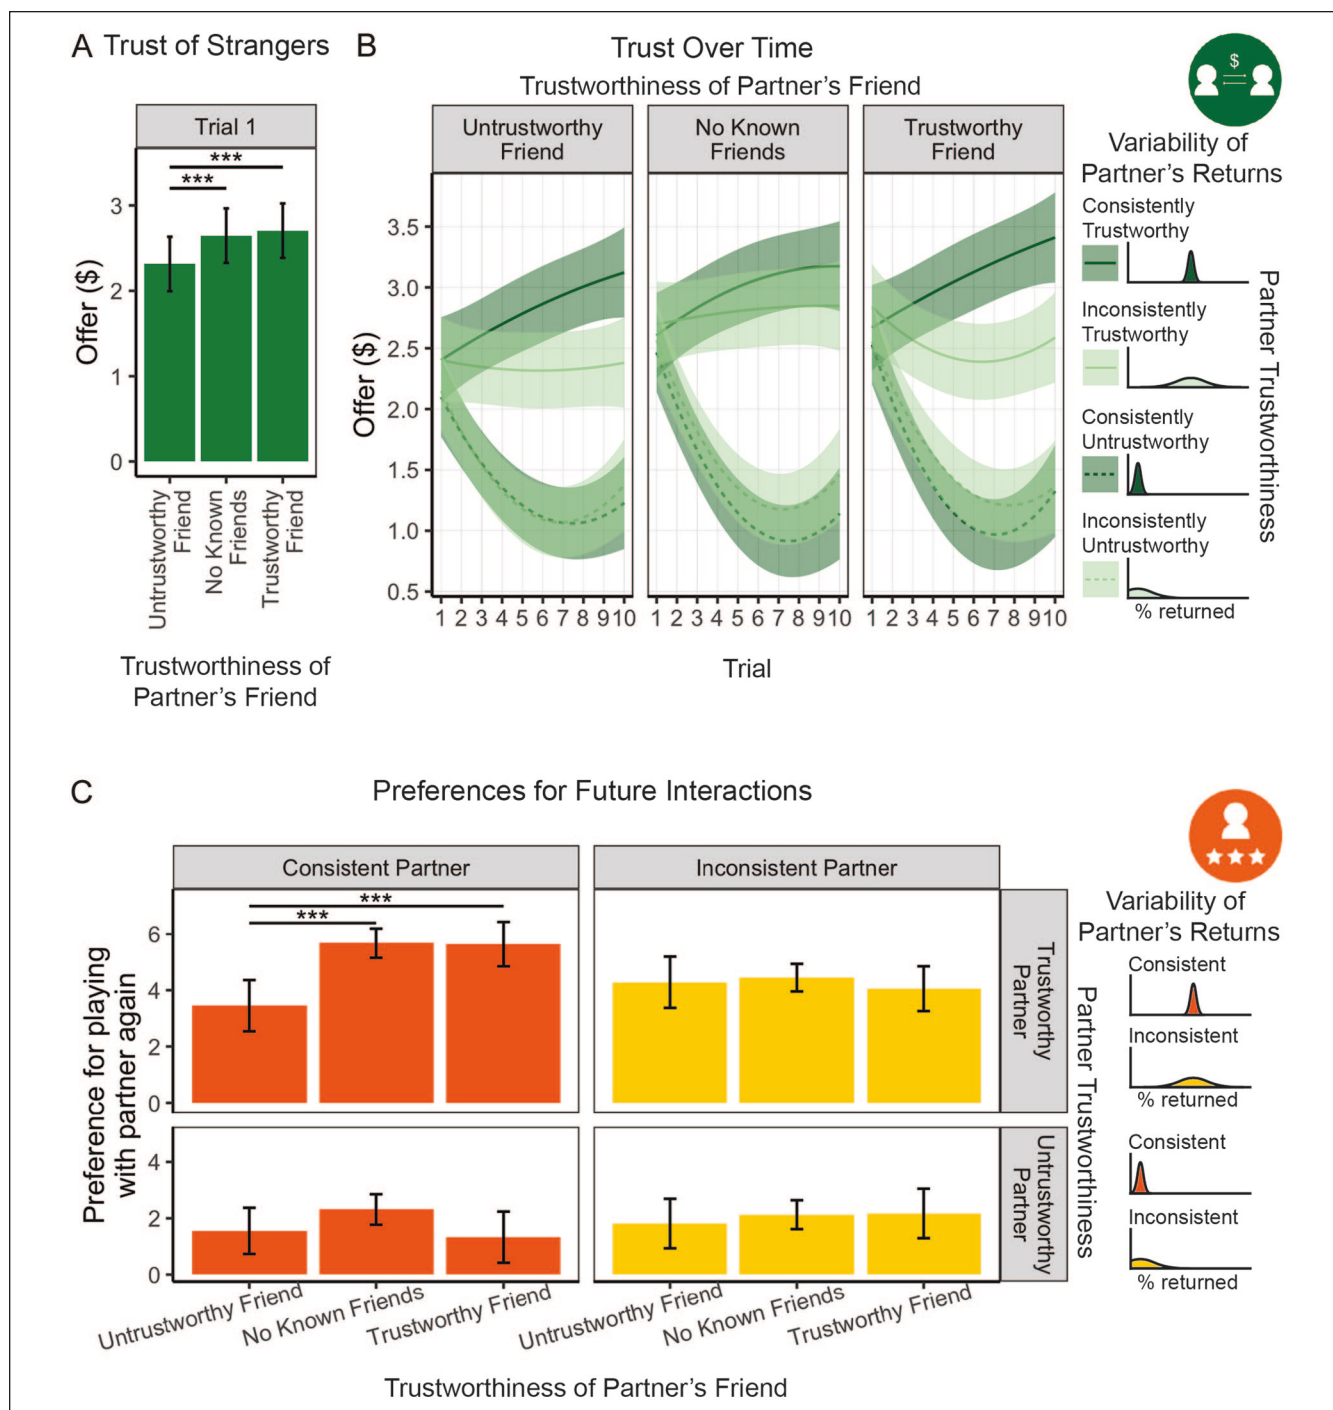 A Trust of Strangers
Trial 1
***
***
3
2
1
0
Offer ($)
Untrustworthy
Friend
No Known
Friends
Trustworthy
Friend
Trustworthiness of
Partner's Friend
B Trust Over Time
Trustworthiness of Partner's Friend
Untrustworthy
Friend
No Known
Friends
Trustworthy
Friend
Offer ($)
3.5
3.0
2.5
2.0
1.5
1.0
0.5
1 2 3 4 5 6 7 8 9 10
1 2 3 4 5 6 7 8 9 10
1 2 3 4 5 6 7 8 9 10
Trial
$
Variability of
Partner's Returns
Consistently
Trustworthy
Inconsistently
Trustworthy
Consistently
Untrustworthy
Inconsistently
Untrustworthy
% returned
Partner Trustworthiness
C Preferences for Future Interactions
Consistent Partner
Inconsistent Partner
***
***
6
4
2
0
4
2
0
Preference for playing
with partner again
Trustworthy
Partner
Untrustworthy
Partner
Untrustworthy Friend
No Known Friends
Trustworthy Friend
Untrustworthy Friend
No Known Friends
Trustworthy Friend
Trustworthiness of Partner's Friend
Variability of
Partner's Returns
Consistent
Inconsistent
% returned
Consistent
Inconsistent
% returned
Partner Trustworthiness